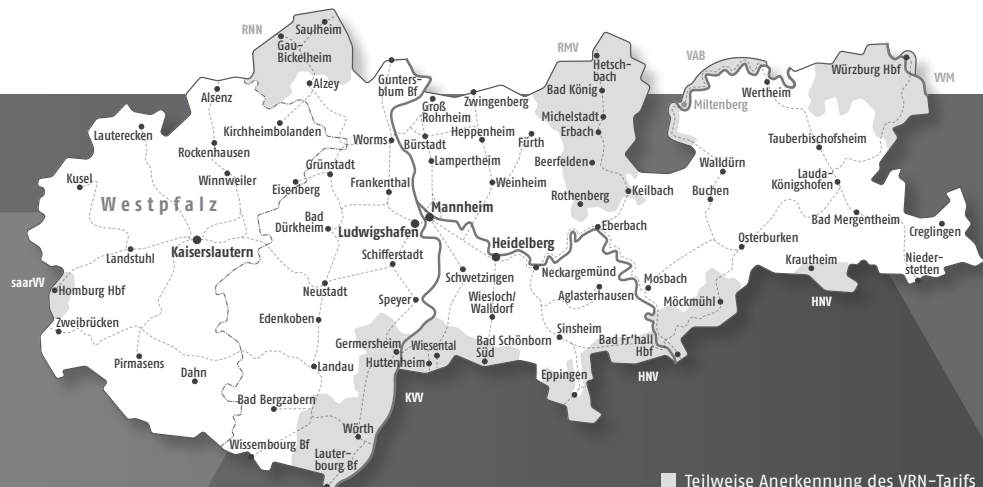 RNN
Saulheim
Gau-
Bickelheim
RMV
Hetsch-
bach
VAB
Würzburg Hbf
VVM
Alsenz
Alzey
Gunters-
blum Bf
Groß
Rohrheim
Zwingenberg
Bad König
Miltenberg
Wertheim
Lauterecken
Kirchheimbolanden
Rockenhausen
Worms
Bürstadt
Heppenheim
Fürth
Michelstadt
Erbach
Tauberbischofsheim
Kusel
Winnweiler
Grünstadt
Eisenberg
Frankenthal
Lampertheim
Weinheim
Beerfelden
Walldürn
Lauda-
Königshofen
Westpfalz
Rothenberg
Keilbach
Buchen
Bad Mergentheim
Creglingen
Bad
Dürkheim
Mannheim
Ludwigshafen
Eberbach
Landstuhl
Kaiserslautern
Schifferstadt
Heidelberg
Osterburken
Krautheim
Nieder-
stetten
saarVV
Homburg Hbf
Neustadt
Schwetzingen
Neckargemünd
Mosbach
HNV
Speyer
Wiesloch/
Walldorf
Aglasterhausen
Möckmühl
Zweibrücken
Edenkoben
Sinsheim
Pirmasens
Germersheim
Wiesental
Huttenheim
Bad Schönborn
Süd
Bad Fr'hall
Hbf
Dahn
Landau
Eppingen
HNV
Bad Bergzabern
KVV
Wörth
Wissembourg Bf
Lauter-
bourg Bf
Teilweise Anerkennung des VRN-Tarifs